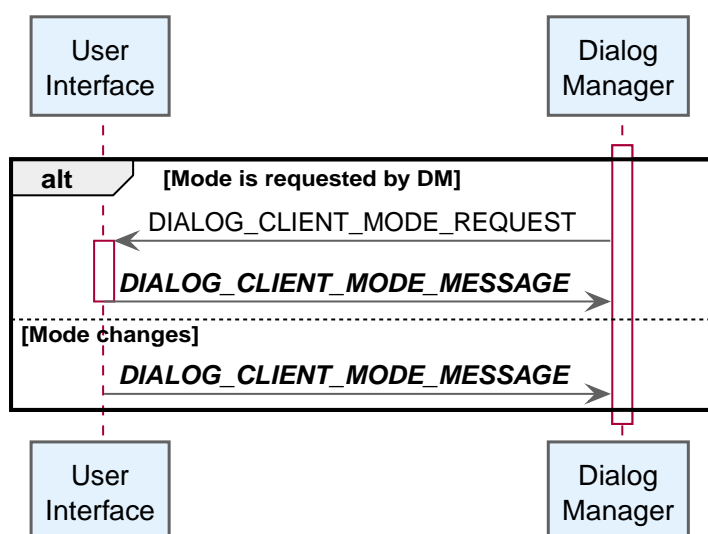 User
Interface
Dialog
Manager
alt
[Mode is requested by DM]
DIALOG_CLIENT_MODE_REQUEST
DIALOG_CLIENT_MODE_MESSAGE
[Mode changes]
DIALOG_CLIENT_MODE_MESSAGE
User
Interface
Dialog
Manager